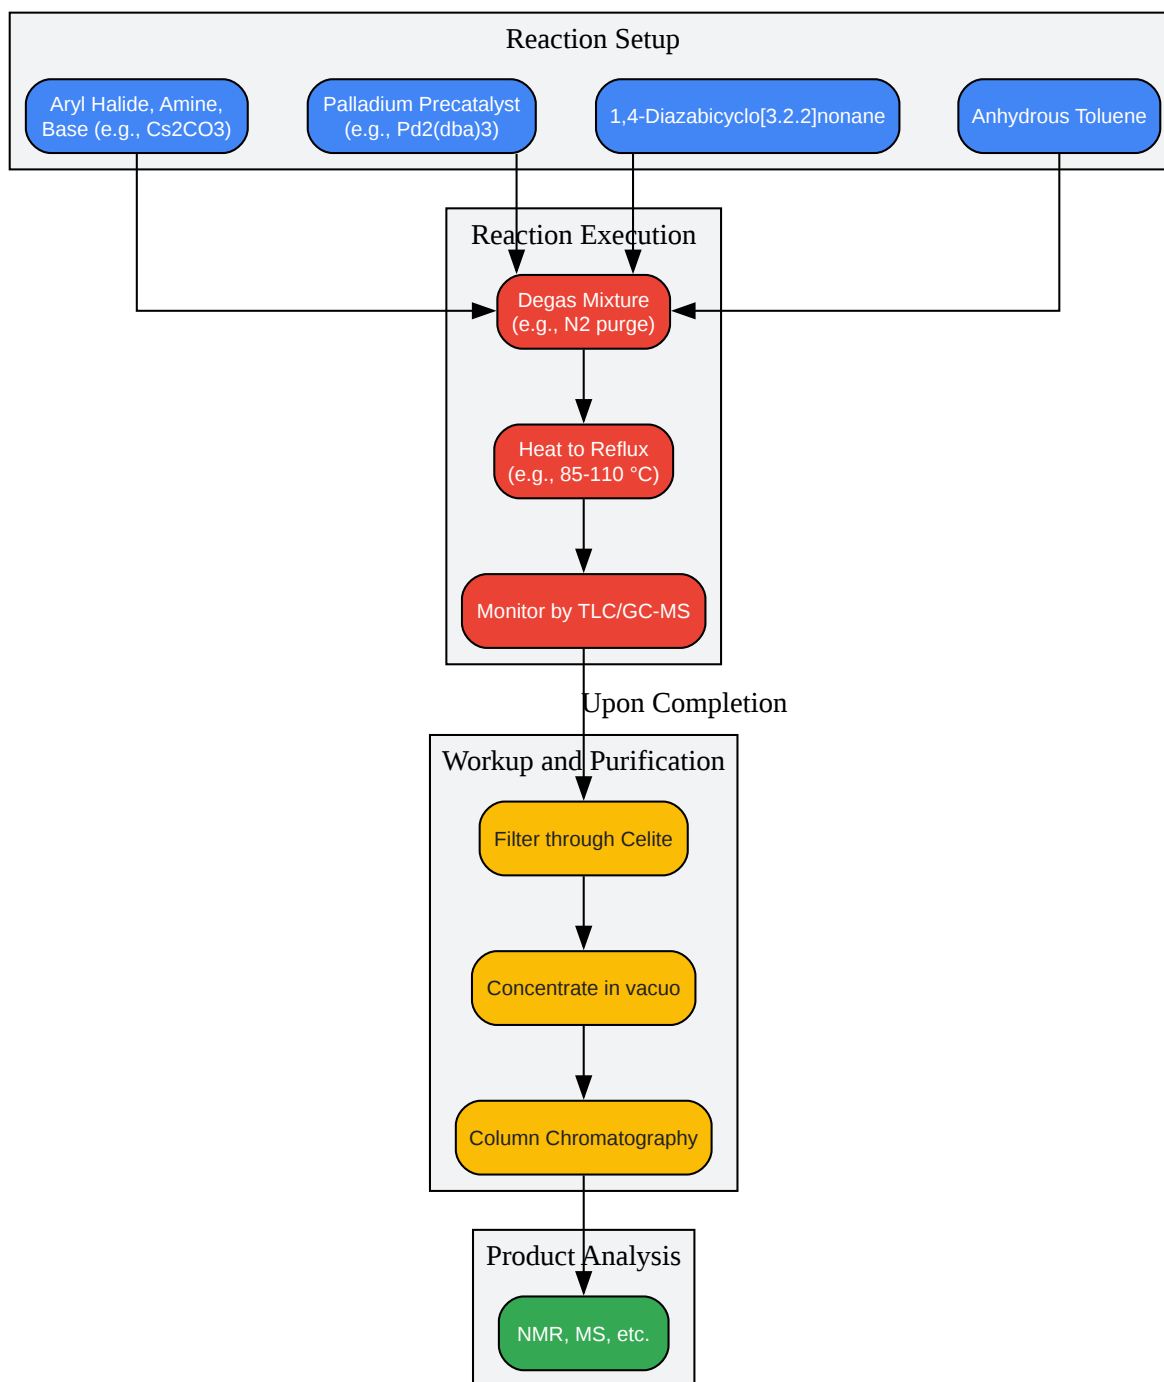 Reaction Setup
Aryl Halide, Amine,
Base (e.g., Cs2CO3)
Palladium Precatalyst
(e.g., Pd2(dba)3)
1,4-Diazabicyclo[3.2.2]nonane
Anhydrous Toluene
Reaction Execution
Degas Mixture
(e.g., N2 purge)
Heat to Reflux
(e.g., 85-110 °C)
Monitor by TLC/GC-MS
Upon Completion
Workup and Purification
Filter through Celite
Concentrate in vacuo
Column Chromatography
Product Analysis
NMR, MS, etc.